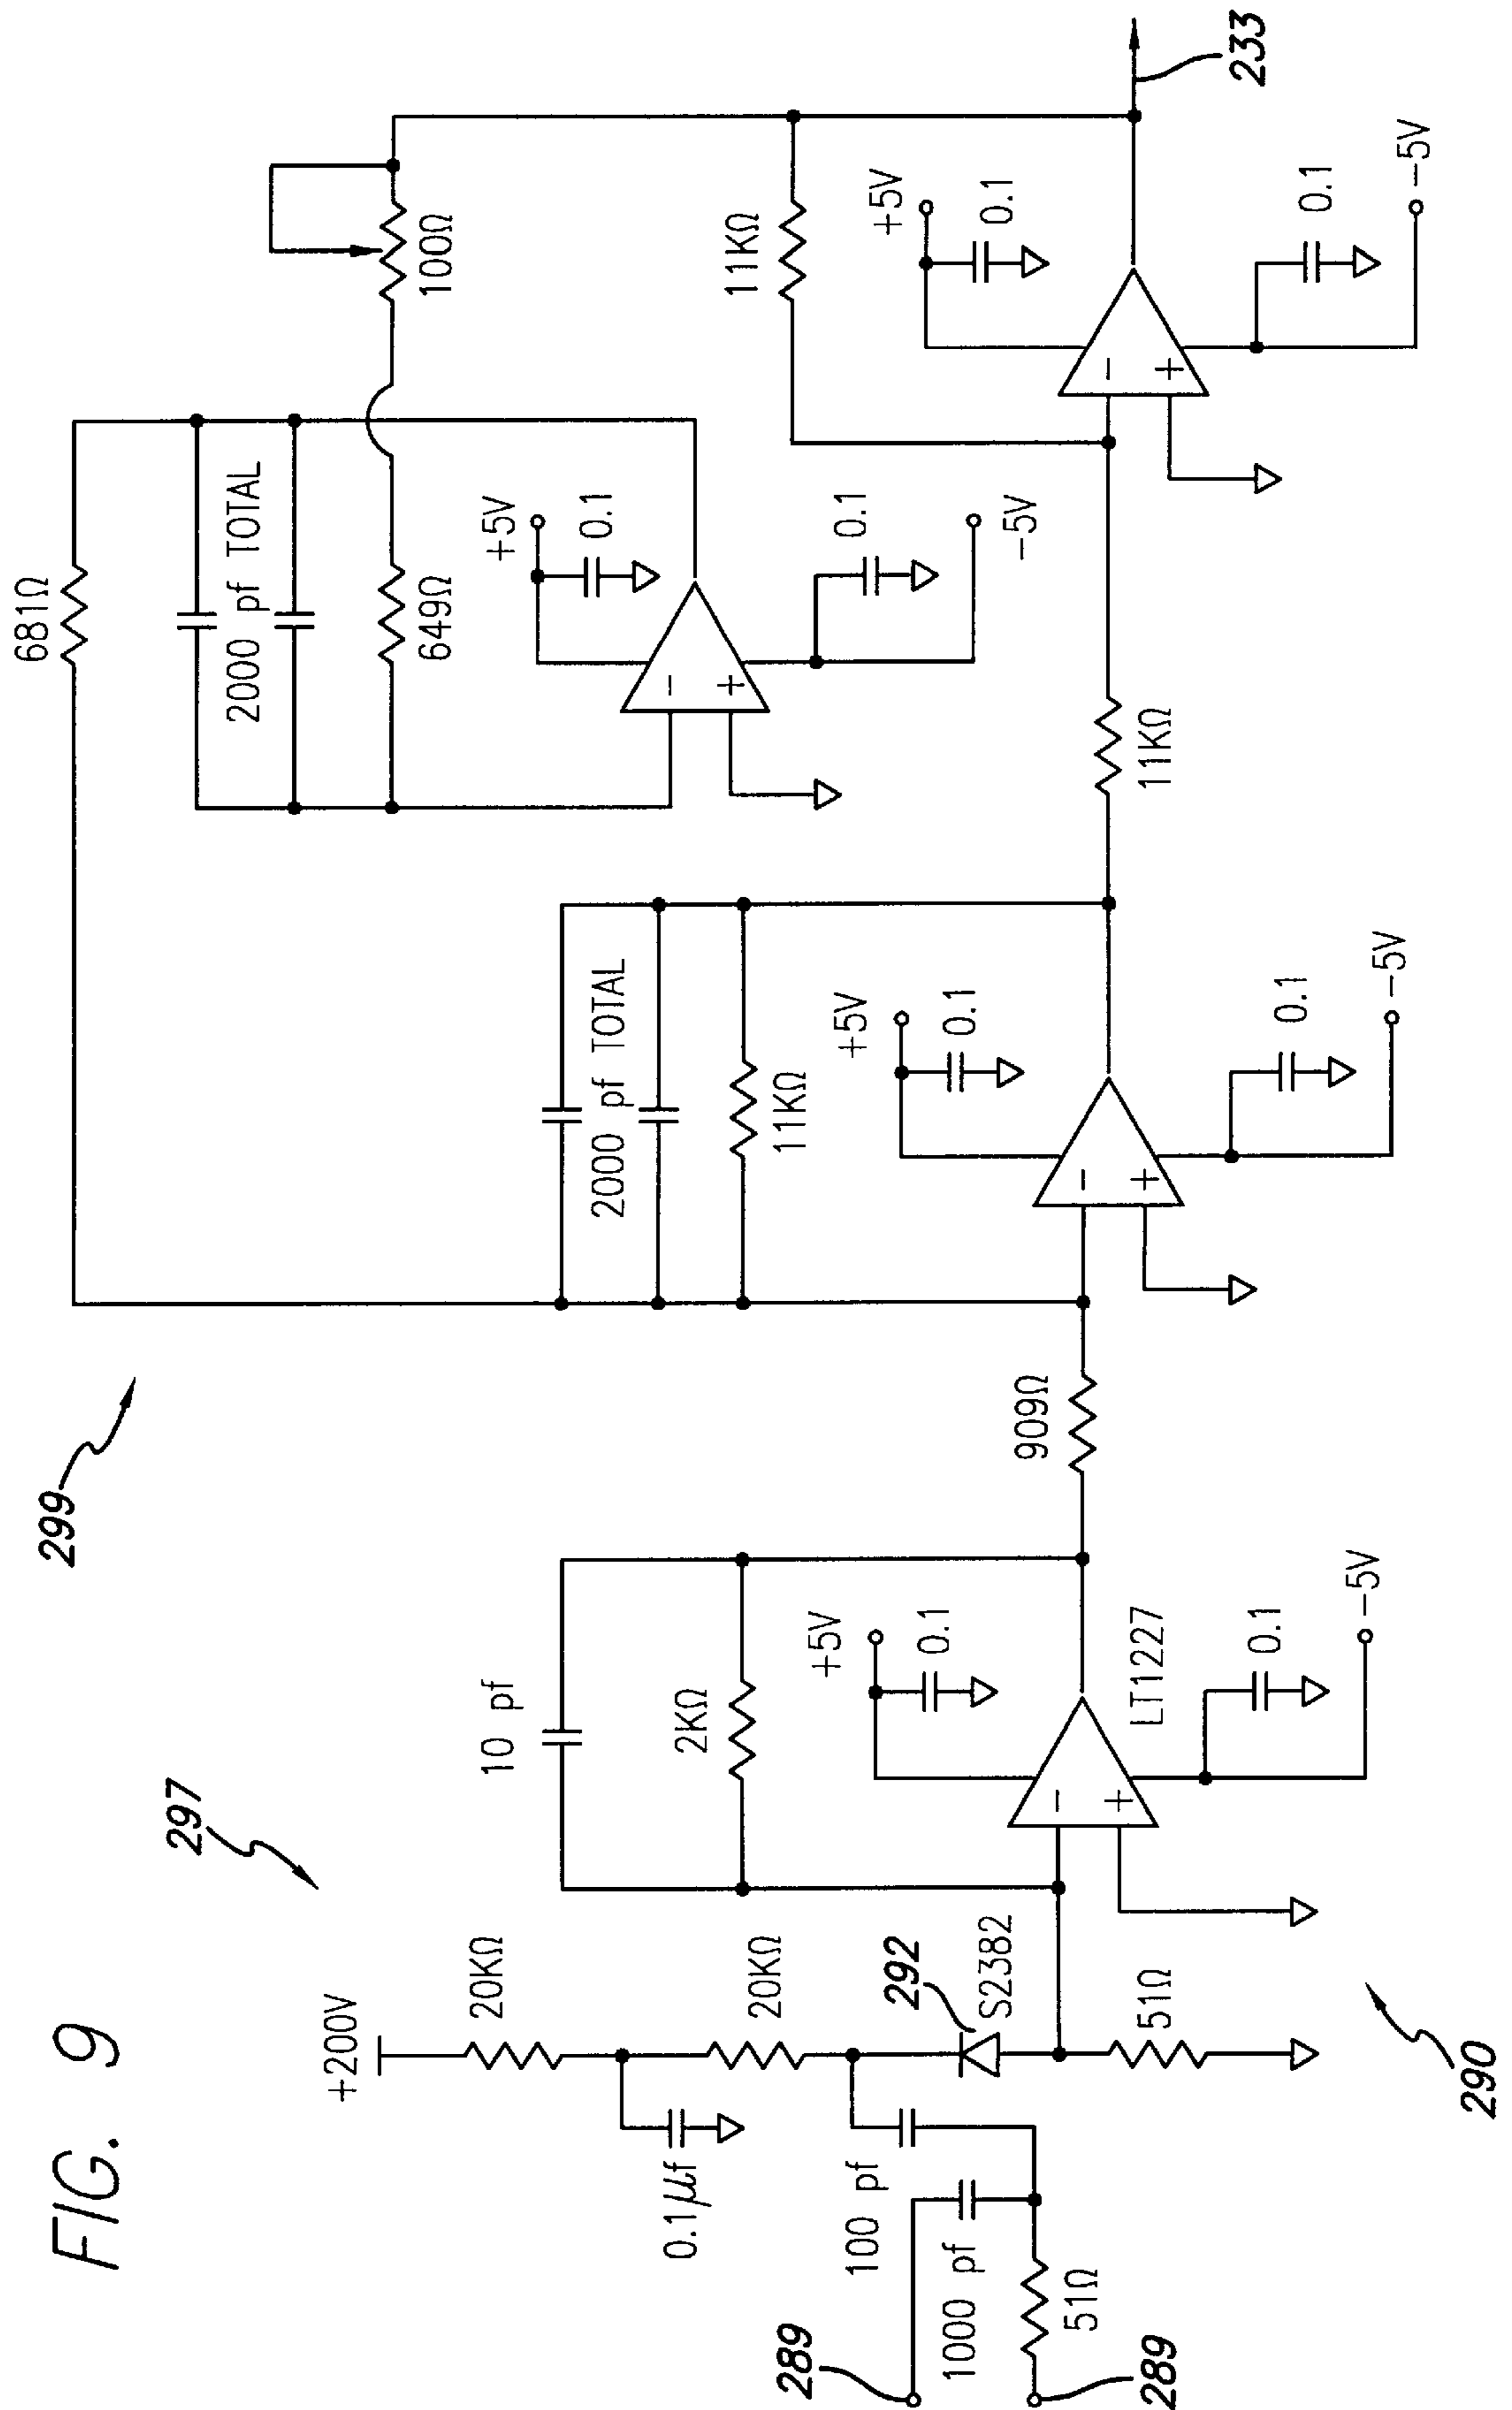 FIG. 9
299
297
681Ω
2000 pf TOTAL
649Ω
100Ω
+5V
0.1
0.1
-5V
2000 pf TOTAL
11KΩ
+5V
0.1
0.1
-5V
11KΩ
11KΩ
+5V
0.1
0.1
-5V
233
909Ω
10 pf
2KΩ
+5V
0.1
LT1227
0.1
-5V
+200V
20KΩ
0.1μf
20KΩ
292
S2382
51Ω
100 pf
1000 pf
51Ω
289
289
290